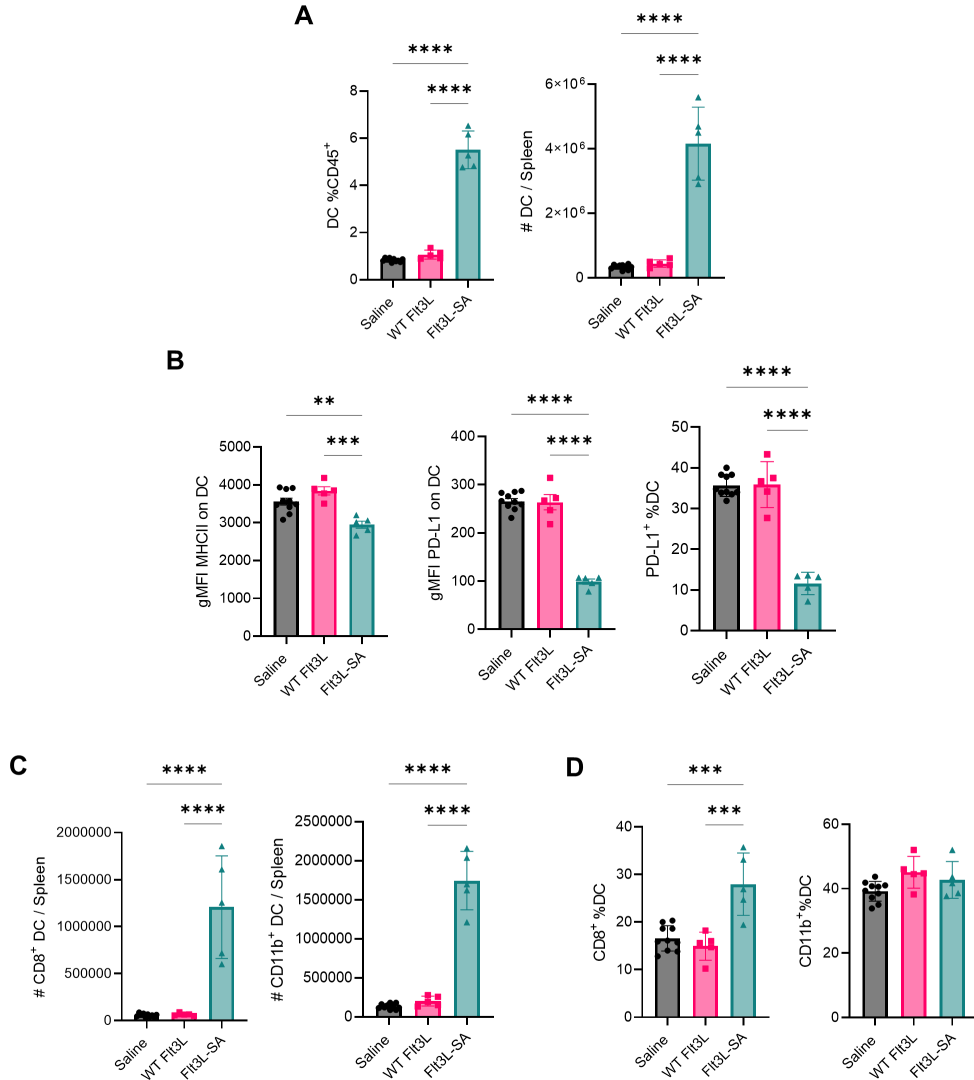 A
****
****
DC %CD45⁺
8
6
4
2
0
Saline
WT Flt3L
Flt3L-SA
****
****
# DC / Spleen
6×10⁶
4×10⁶
2×10⁶
0
Saline
WT Flt3L
Flt3L-SA
B
**
***
gMFI MHCII on DC
5000
4000
3000
2000
1000
0
Saline
WT Flt3L
Flt3L-SA
****
****
gMFI PD-L1 on DC
400
300
200
100
0
Saline
WT Flt3L
Flt3L-SA
****
****
PD-L1⁺ %DC
50
40
30
20
10
0
Saline
WT Flt3L
Flt3L-SA
C
****
****
# CD8⁺ DC / Spleen
2000000
1500000
1000000
500000
0
Saline
WT Flt3L
Flt3L-SA
****
****
# CD11b⁺ DC / Spleen
2500000
2000000
1500000
1000000
500000
0
Saline
WT Flt3L
Flt3L-SA
D
***
***
CD8⁺ %DC
40
30
20
10
0
Saline
WT Flt3L
Flt3L-SA
CD11b⁺%DC
60
40
20
0
Saline
WT Flt3L
Flt3L-SA